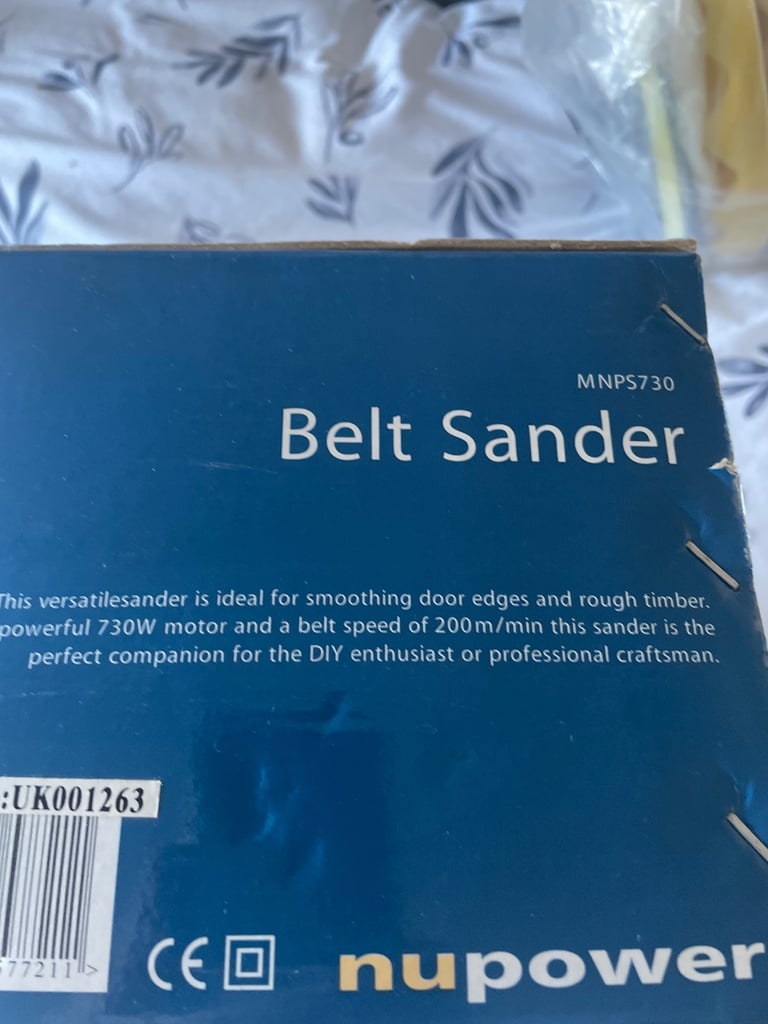 MNPS730
Belt Sander
This versatilesander is ideal for smoothing door edges and rough timber.
powerful 730W motor and a belt speed of 200m/min this sander is the
perfect companion for the DIY enthusiast or professional craftsman.
:UK001263
77211 >
CE
nupower